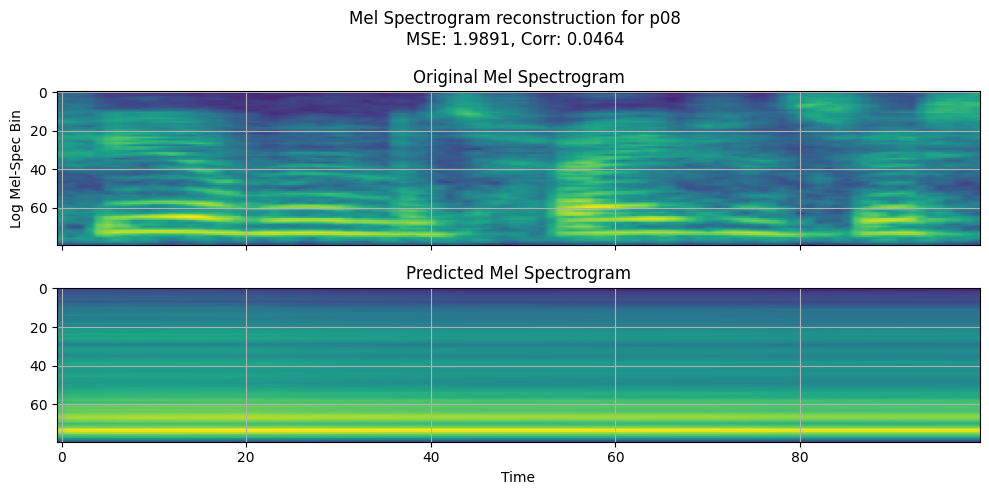 Mel Spectrogram reconstruction for p08
MSE: 1.9891, Corr: 0.0464
Original Mel Spectrogram
0
20
40
60
Log Mel-Spec Bin
Predicted Mel Spectrogram
0
20
40
60
0 20 40 60 80
Time